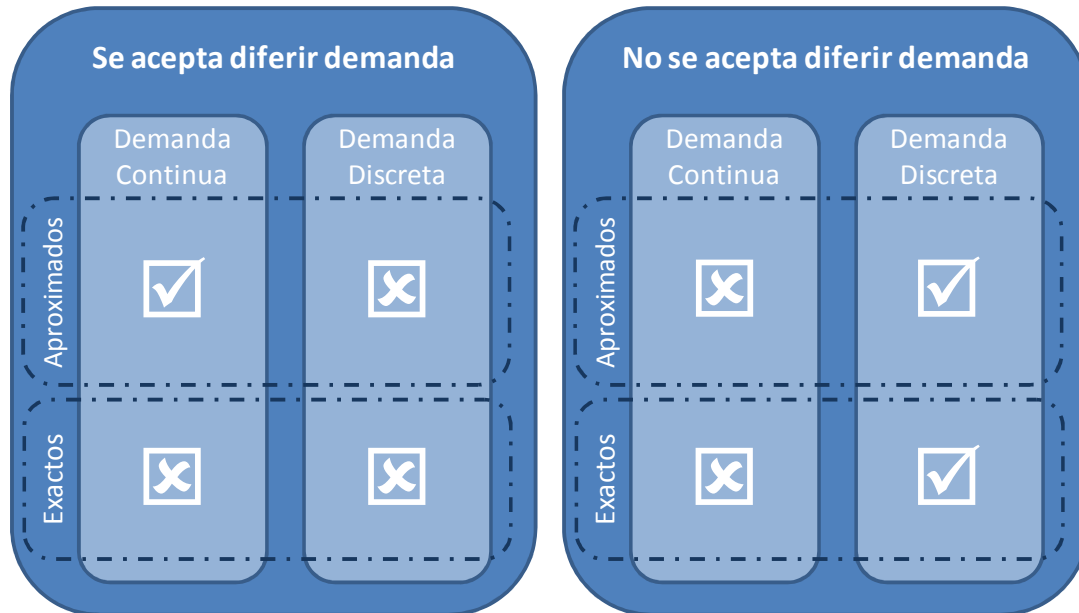 Se acepta diferir demanda
Demanda
Continua
Demanda
Discreta
Aproximados
Exactos
No se acepta diferir demanda
Demanda
Continua
Demanda
Discreta
Aproximados
Exactos